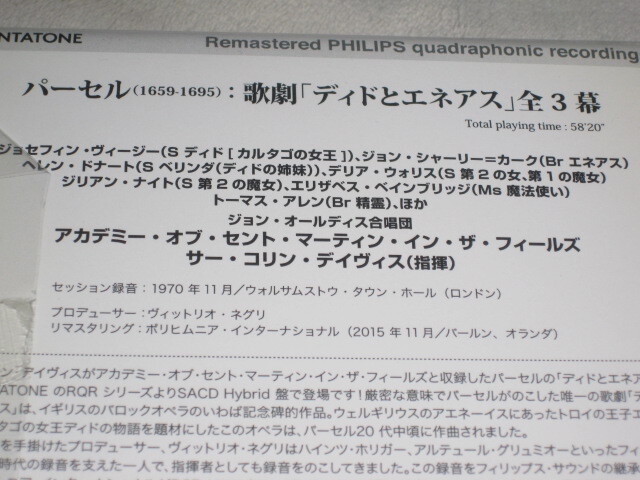 NTATONE
Remastered PHILIPS quadraphonic recording
パーセル(1659-1695)：歌劇「ディドとエネアス」全3幕
Total playing time : 58'20"
ジョセフィン・ヴィージー(S ディド [カルタゴの女王])、ジョン・シャーリー=カーク(Br エネアス)
ヘレン・ドナート(S ベリンダ(ディドの姉妹))、デリア・ウォリス(S 第2の女、第1の魔女)
ジリアン・ナイト(S 第2の魔女)、エリザベス・ベインブリッジ(Ms 魔法使い)
トーマス・アレン(Br 精霊)、ほか
ジョン・オールディス合唱団
アカデミー・オブ・セント・マーティン・イン・ザ・フィールズ
サー・コリン・デイヴィス(指揮)
セッション録音：1970年11月／ウォルサムストウ・タウン・ホール（ロンドン）
プロデューサー：ヴィットリオ・ネグリ
リマスタリング：ポリヒムニア・インターナショナル（2015年11月／バールン、オランダ）
ン・デイヴィスがアカデミー・オブ・セント・マーティン・イン・ザ・フィールズと収録したパーセルの「ディドとエネア
TATONE のRQR シリーズよりSACD Hybrid 盤で登場です！厳密な意味でパーセルがのこした唯一の歌劇「デ
ス」は、イギリスのバロックオペラのいわば記念碑的作品。ウェルギリウスのアエネーイスにあったトロイの王子エ
タゴの女王ディドの物語を題材にしたこのオペラは、パーセル20代中頃に作曲されました。
を手掛けたプロデューサー、ヴィットリオ・ネグリはハインツ・ホリガー、アルテュール・グリュミオーといったフィ
時代の録音を支えた一人で、指揮者としても録音をのこしてきました。この録音をフィリップス・サウンドの継承